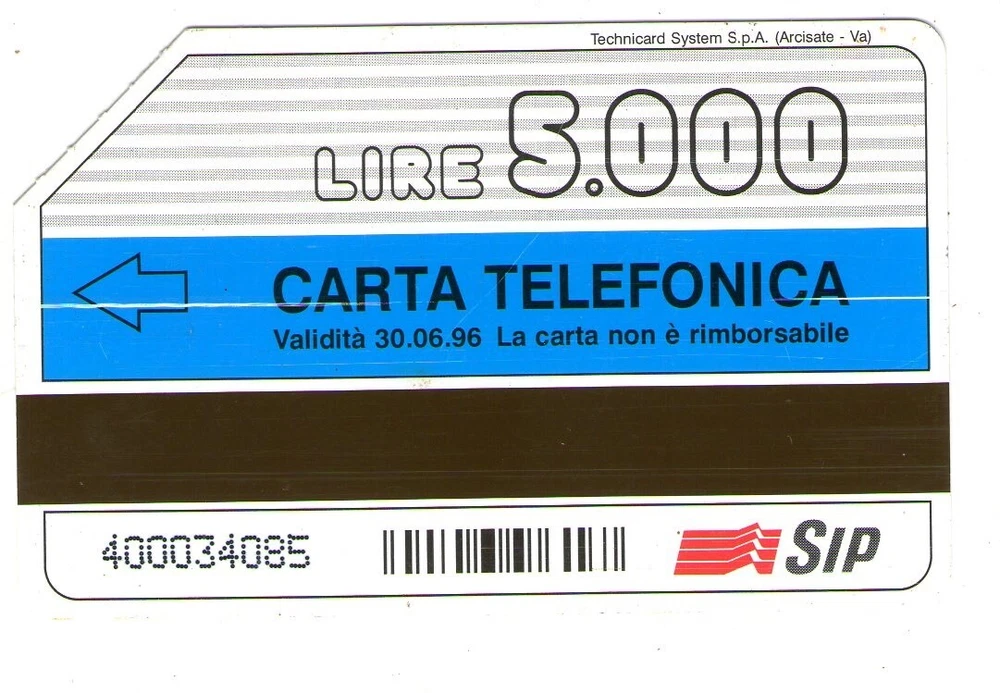 Technicard System S.p.A. (Arcisate - Va)
LIRE 5.000
CARTA TELEFONICA
Validità 30.06.96 La carta non è rimborsabile
400034085
SIP